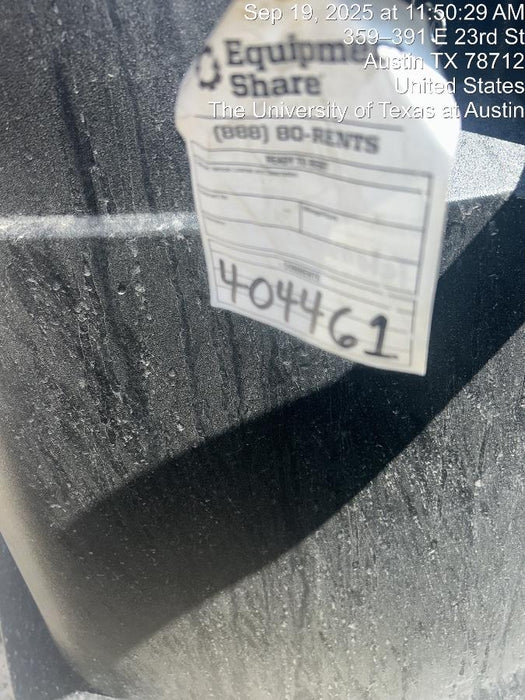 Sep 19, 2025 at 11:50:29 AM
359–391 E 23rd St
Austin TX 78712
United States
The University of Texas at Austin
Equipme
Share
(888) 80-RENTS
READY TO RENT
COMMENTS
404461